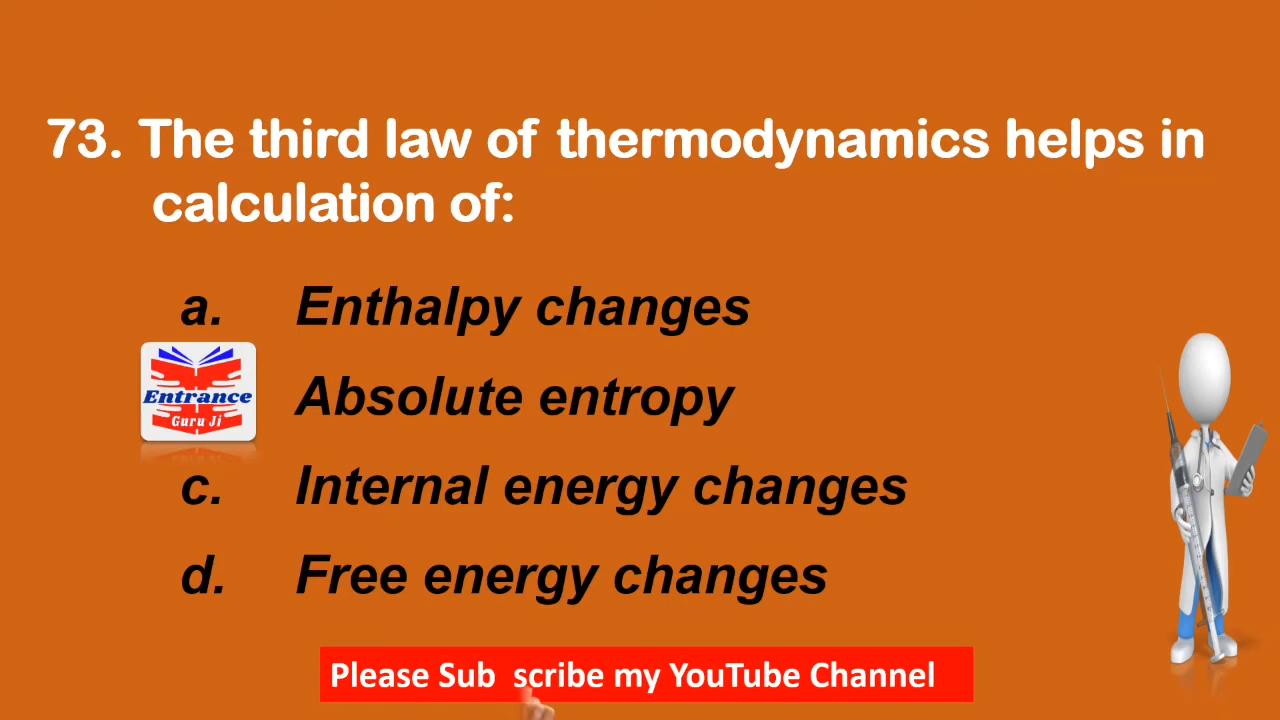 73. The third law of thermodynamics helps in
calculation of:
a. Enthalpy changes
Entrance
Guru Ji
Absolute entropy
c. Internal energy changes
d. Free energy changes
Please Sub scribe my YouTube Channel